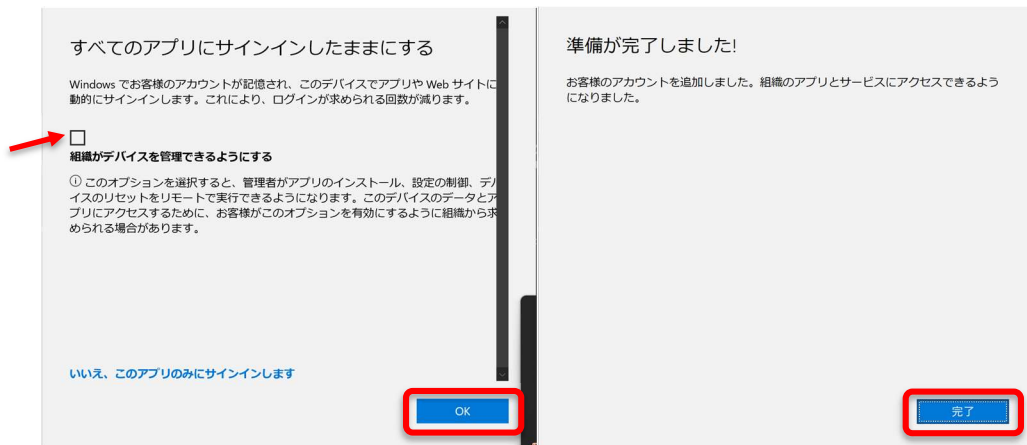 すべてのアプリにサインインしたままにする
Windows でお客様のアカウントが記憶され、このデバイスでアプリや Web サイトに
動的にサインインします。これにより、ログインが求められる回数が減ります。
組織がデバイスを管理できるようにする
このオプションを選択すると、管理者がアプリのインストール、設定の制御、デバ
イスのリセットをリモートで実行できるようになります。このデバイスのデータとア
プリにアクセスするために、お客様がこのオプションを有効にするように組織から求
められる場合があります。
いいえ、このアプリのみにサインインします
OK
準備が完了しました!
お客様のアカウントを追加しました。組織のアプリとサービスにアクセスできるよう
になりました。
完了